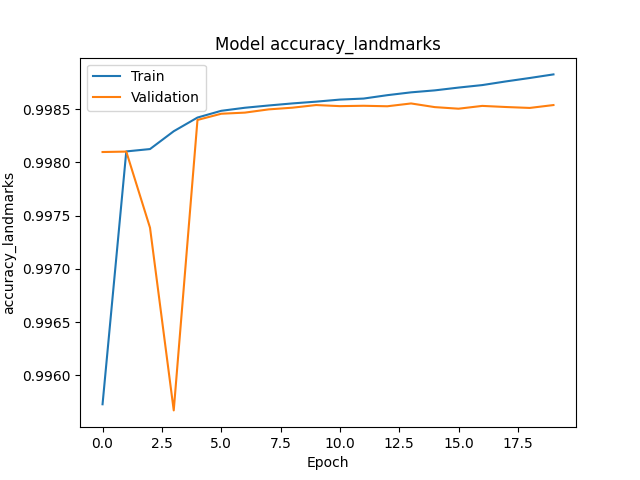 Model accuracy_landmarks
Train
Validation
0.9985
0.9980
0.9975
0.9970
0.9965
0.9960
accuracy_landmarks
0.0 2.5 5.0 7.5 10.0 12.5 15.0 17.5
Epoch